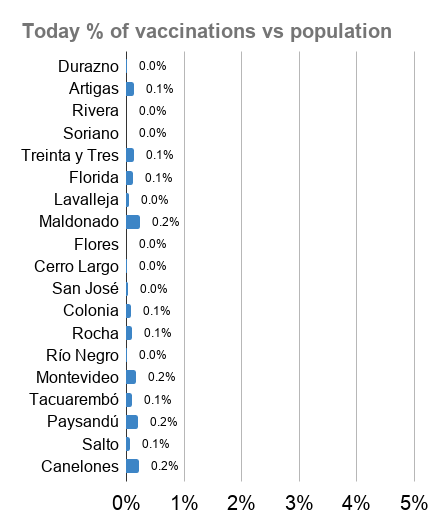 Today % of vaccinations vs population
Durazno 0.0%
Artigas 0.1%
Rivera 0.0%
Soriano 0.0%
Treinta y Tres 0.1%
Florida 0.1%
Lavalleja 0.0%
Maldonado 0.2%
Flores 0.0%
Cerro Largo 0.0%
San José 0.0%
Colonia 0.1%
Rocha 0.1%
Río Negro 0.0%
Montevideo 0.2%
Tacuarembó 0.1%
Paysandú 0.2%
Salto 0.1%
Canelones 0.2%
0% 1% 2% 3% 4% 5%